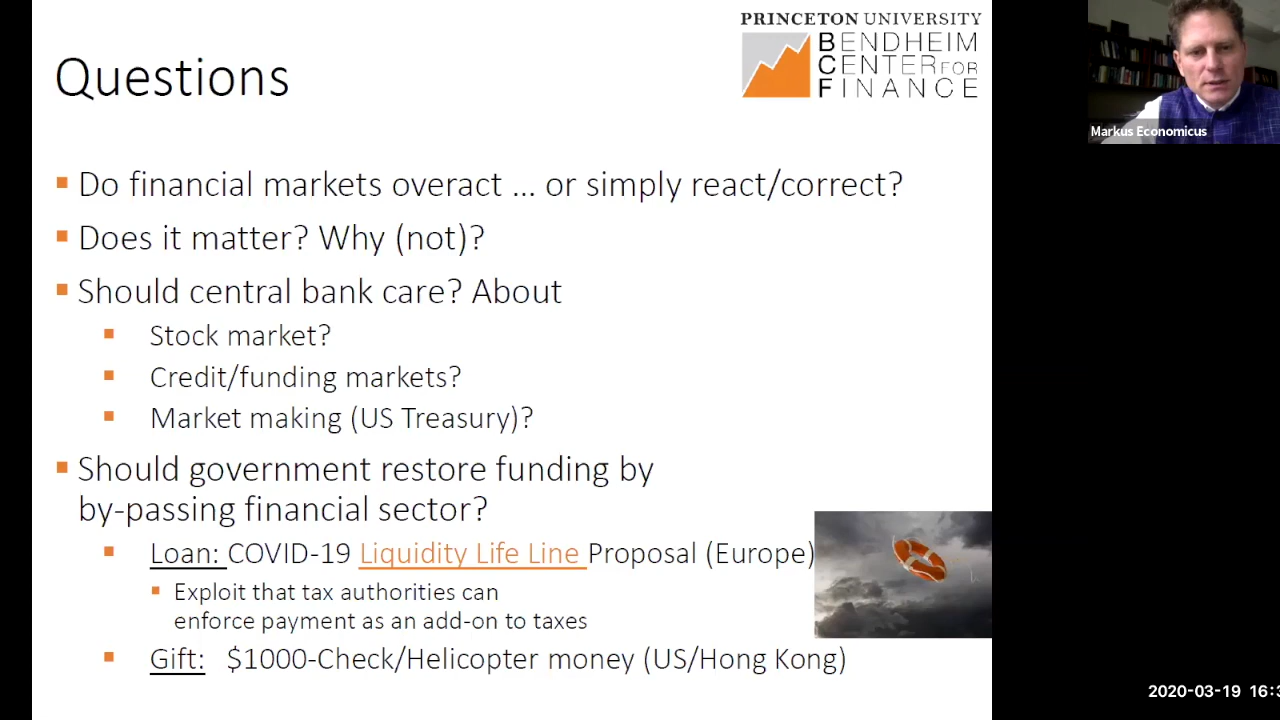 PRINCETON UNIVERSITY
BENDHEIM
CENTER FOR
FINANCE
Questions
Markus Economicus
Do financial markets overact ... or simply react/correct?
Does it matter? Why (not)?
Should central bank care? About
Stock market?
Credit/funding markets?
Market making (US Treasury)?
Should government restore funding by
by-passing financial sector?
Loan: COVID-19 Liquidity Life Line Proposal (Europe)
Exploit that tax authorities can
enforce payment as an add-on to taxes
Gift: $1000-Check/Helicopter money (US/Hong Kong)
2020-03-19 16:3